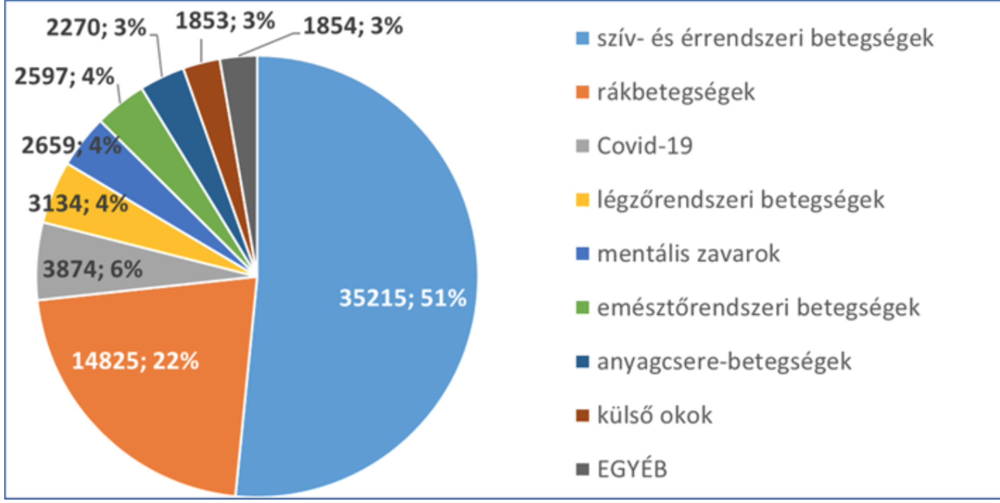 2270; 3%
1853; 3%
1854; 3%
2597; 4%
2659; 4%
3134; 4%
3874; 6%
35215; 51%
14825; 22%
szív- és érrendszeri betegségek
rákbetegségek
Covid-19
légzőrendszeri betegségek
mentális zavarok
emésztőrendszeri betegségek
anyagcsere-betegségek
külső okok
EGYÉB